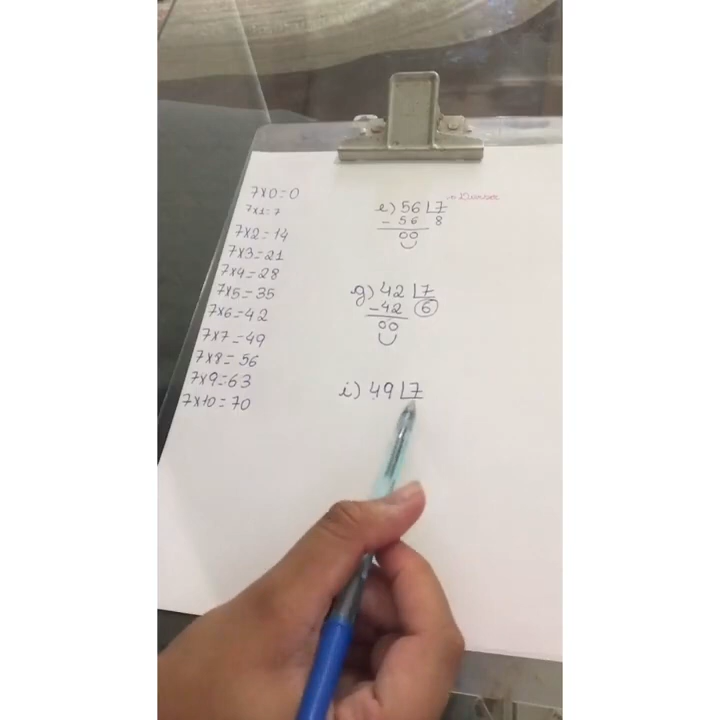 7x0=0
7x1=7
7x2=14
7x3=21
7x4=28
7x5=35
7x6=42
7x7=49
7x8=56
7x9=63
7x10=70
e) 56 7
- 56 8
00
g) 42 7
-42 6
00
i) 49 7